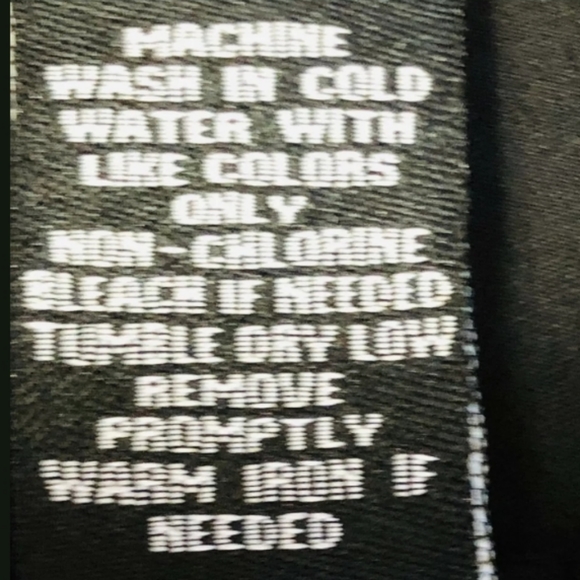 MACHINE
WASH IN COLD
WATER WITH
LIKE COLORS
ONLY
NON-CHLORINE
BLEACH IF NEEDED
TUMBLE DRY LOW
REMOVE
PROMPTLY
WARM IRON IF
NEEDED